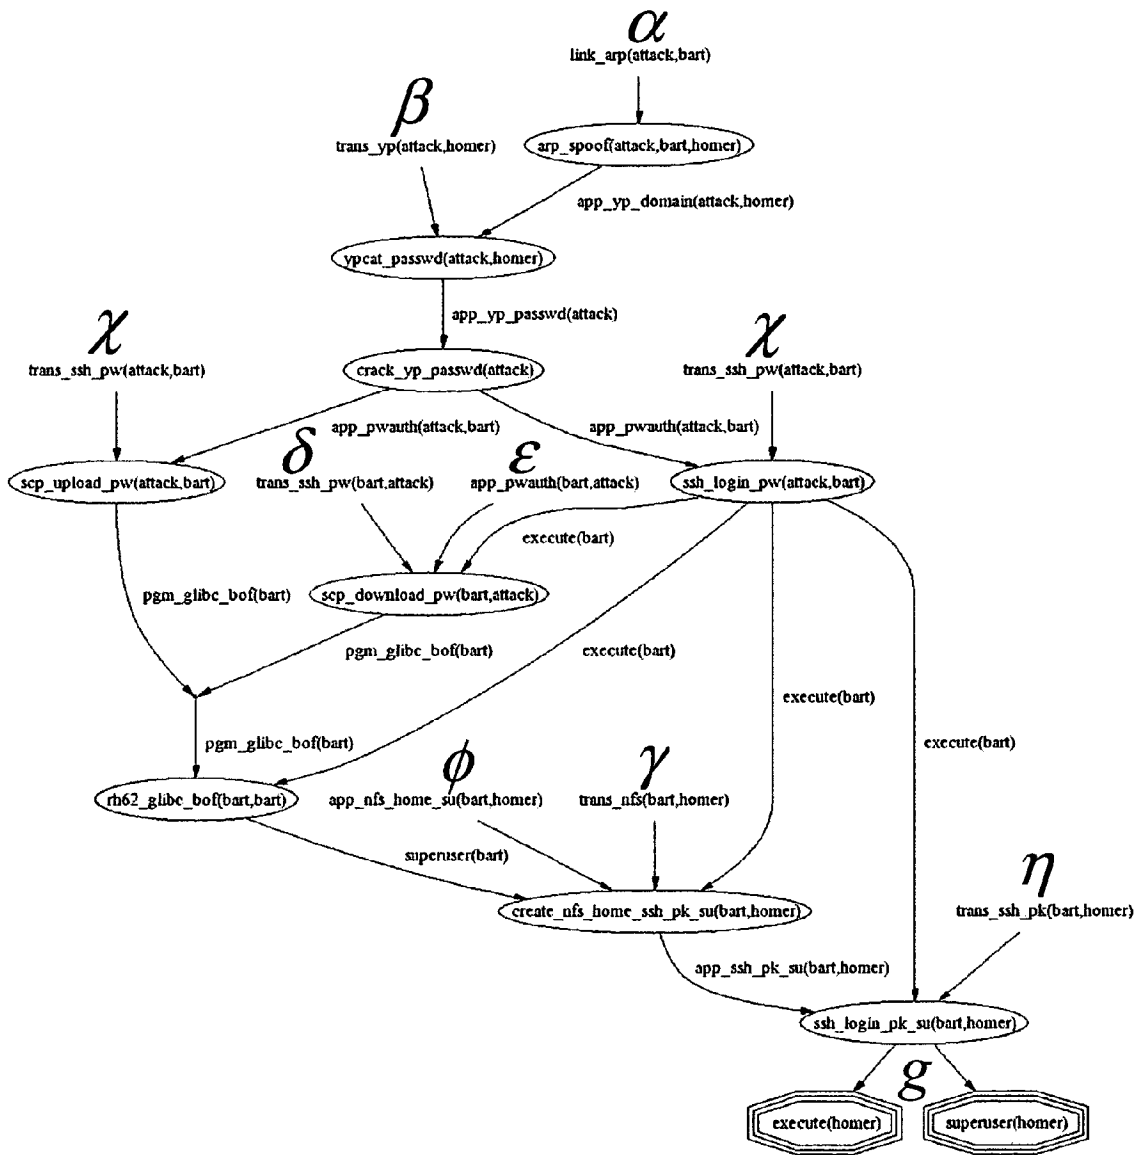 α
link_arp(attack,bart)
β
trans_yp(attack,homer)
arp_spoof(attack,bart,homer)
app_yp_domain(attack,homer)
ypcat_passwd(attack,homer)
app_yp_passwd(attack)
χ
trans_ssh_pw(attack,bart)
crack_yp_passwd(attack)
χ
trans_ssh_pw(attack,bart)
app_pwauth(attack,bart)
app_pwauth(attack,bart)
scp_upload_pw(attack,bart)
δ
trans_ssh_pw(bart,attack)
ε
app_pwauth(bart,attack)
ssh_login_pw(attack,bart)
execute(bart)
pgm_glibc_bof(bart)
scp_download_pw(bart,attack)
pgm_glibc_bof(bart)
execute(bart)
execute(bart)
pgm_glibc_bof(bart)
execute(bart)
rh62_glibc_bof(bart,bart)
ϕ
app_nfs_home_su(bart,homer)
γ
trans_nfs(bart,homer)
superuser(bart)
create_nfs_home_ssh_pk_su(bart,homer)
η
trans_ssh_pk(bart,homer)
app_ssh_pk_su(bart,homer)
ssh_login_pk_su(bart,homer)
g
execute(homer)
superuser(homer)